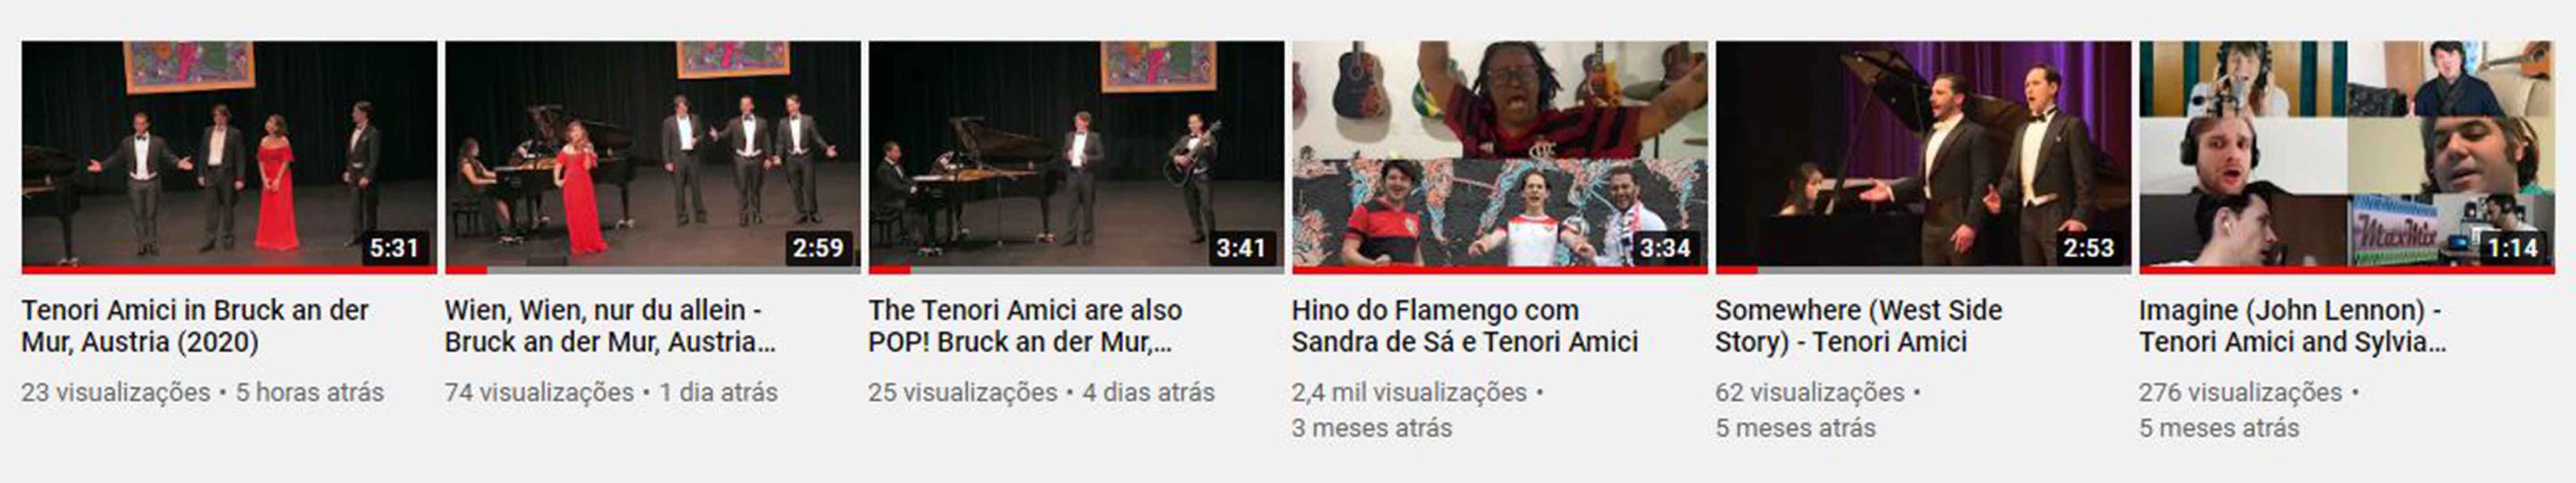 5:31
Tenori Amici in Bruck an der
Mur, Austria (2020)
23 visualizações • 5 horas atrás
2:59
Wien, Wien, nur du allein -
Bruck an der Mur, Austria...
74 visualizações • 1 dia atrás
3:41
The Tenori Amici are also
POP! Bruck an der Mur,...
25 visualizações • 4 dias atrás
3:34
Hino do Flamengo com
Sandra de Sá e Tenori Amici
2,4 mil visualizações •
3 meses atrás
2:53
Somewhere (West Side
Story) - Tenori Amici
62 visualizações •
5 meses atrás
MaxMix
1:14
Imagine (John Lennon) -
Tenori Amici and Sylvia...
276 visualizações •
5 meses atrás